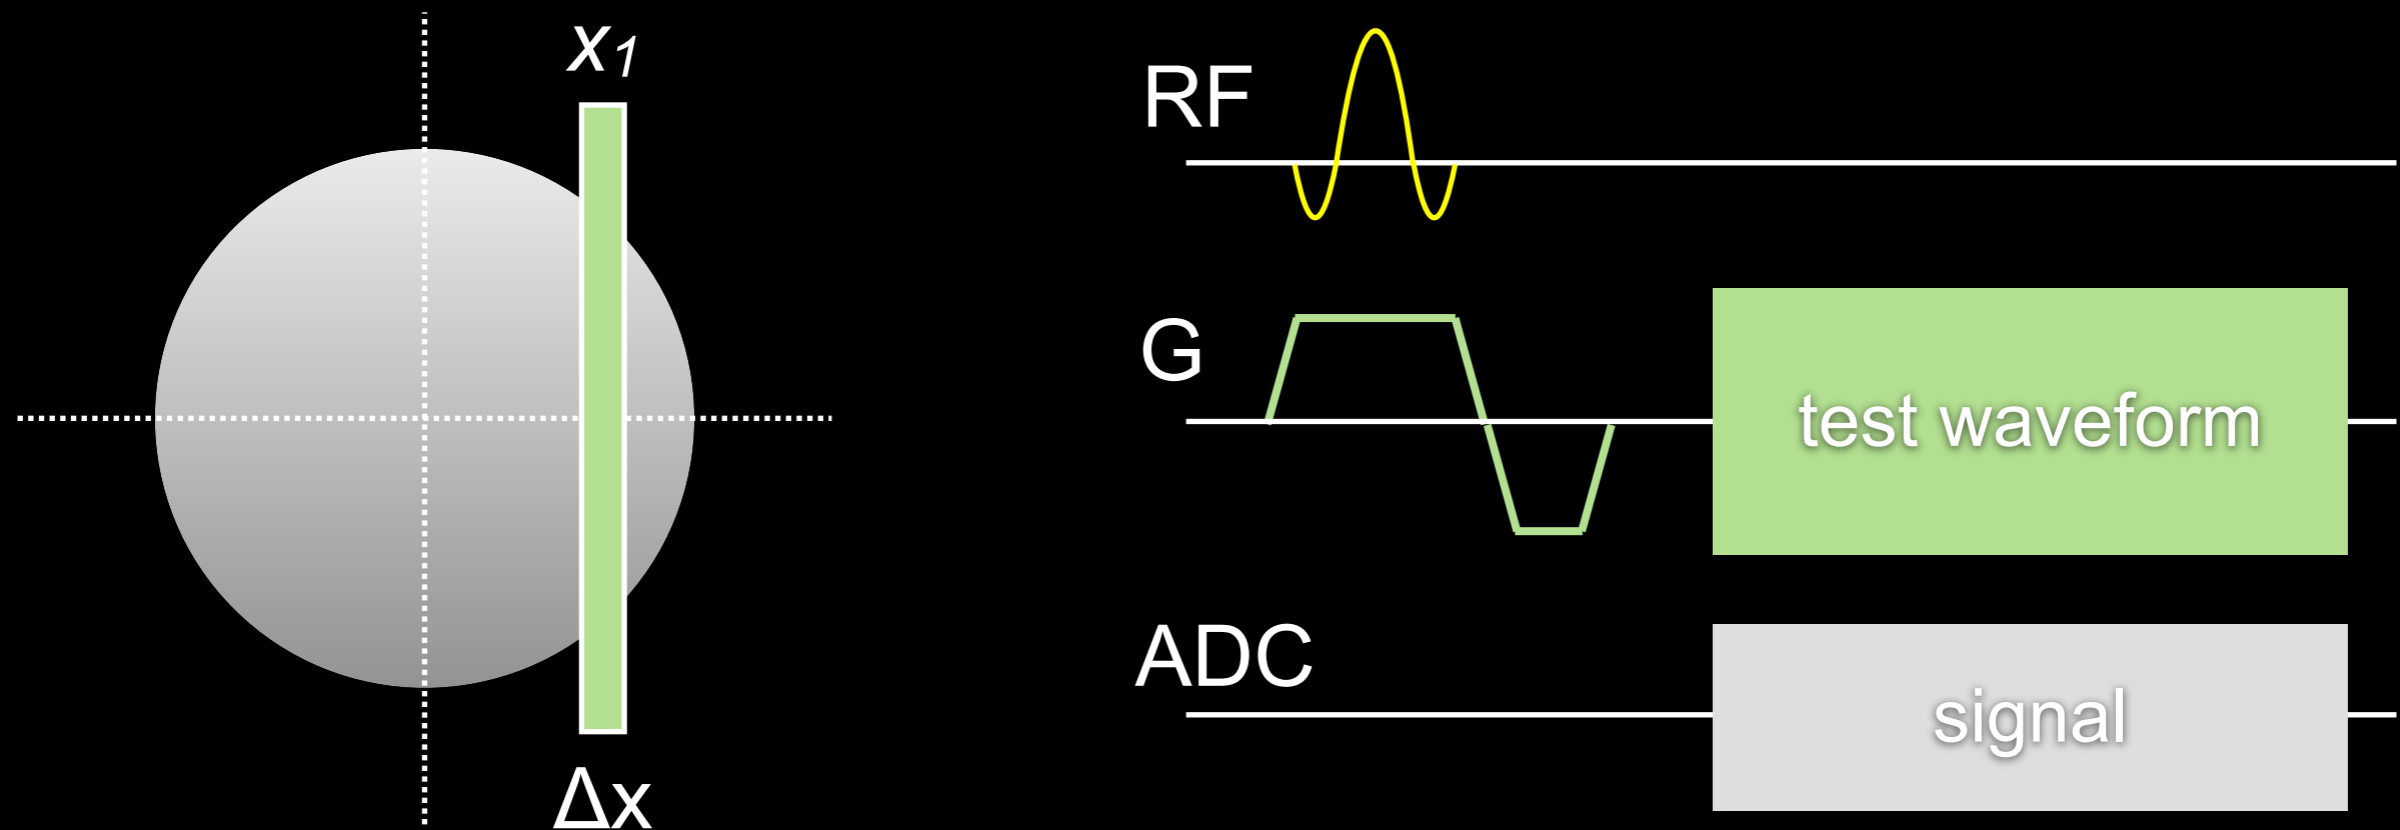 x₁
Δx
RF
G
test waveform
ADC
signal